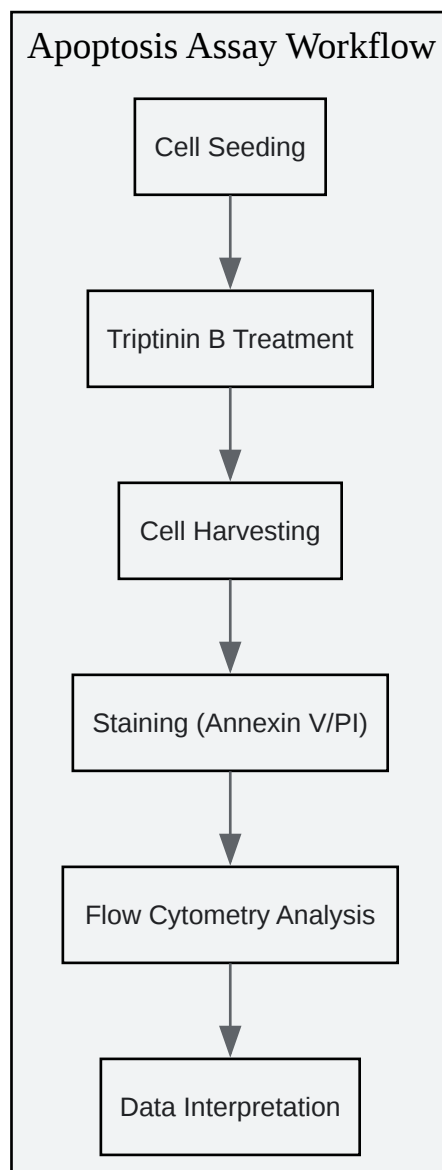 Apoptosis Assay Workflow
Cell Seeding
Triptinin B Treatment
Cell Harvesting
Staining (Annexin V/PI)
Flow Cytometry Analysis
Data Interpretation